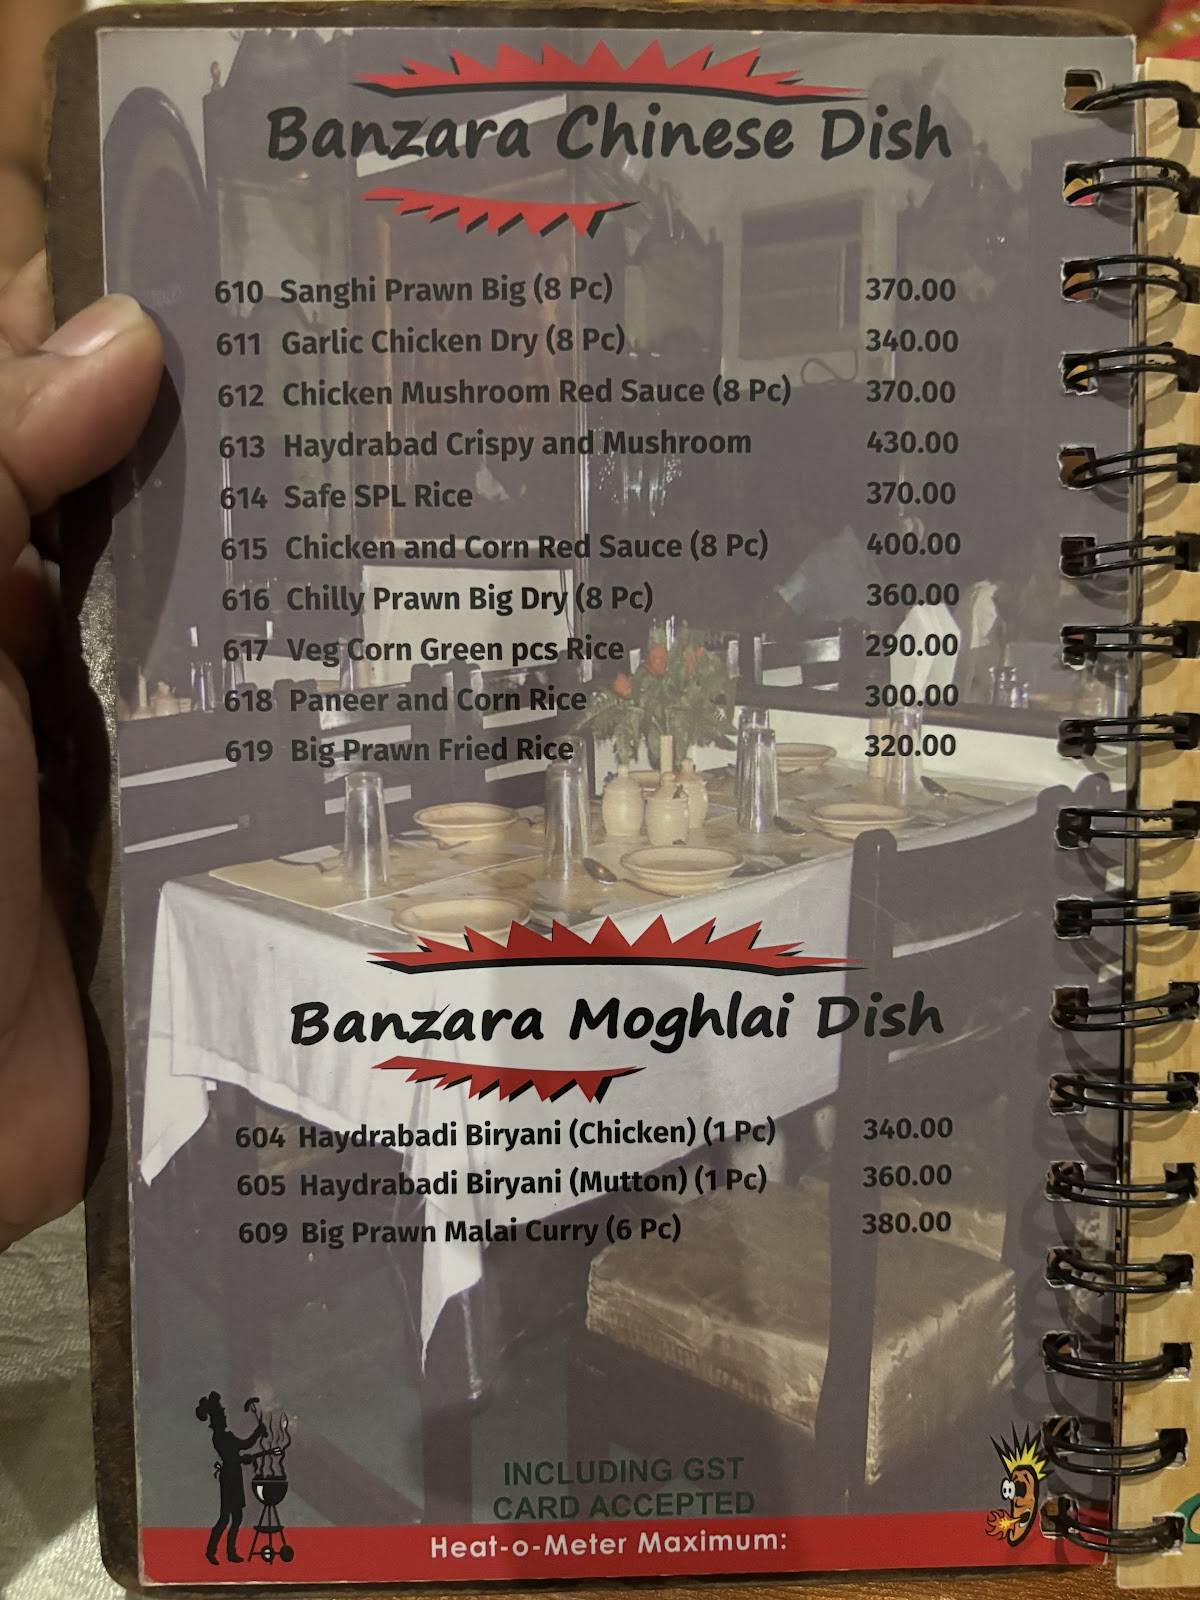 Banzara Chinese Dish
610 Sanghi Prawn Big (8 Pc) 370.00
611 Garlic Chicken Dry (8 Pc) 340.00
612 Chicken Mushroom Red Sauce (8 Pc) 370.00
613 Haydrabad Crispy and Mushroom 430.00
614 Safe SPL Rice 370.00
615 Chicken and Corn Red Sauce (8 Pc) 400.00
616 Chilly Prawn Big Dry (8 Pc) 360.00
617 Veg Corn Green pcs Rice 290.00
618 Paneer and Corn Rice 300.00
619 Big Prawn Fried Rice 320.00
Banzara Moghlai Dish
604 Haydrabadi Biryani (Chicken) (1 Pc) 340.00
605 Haydrabadi Biryani (Mutton) (1 Pc) 360.00
609 Big Prawn Malai Curry (6 Pc) 380.00
INCLUDING GST
CARD ACCEPTED
Heat-o-Meter Maximum: